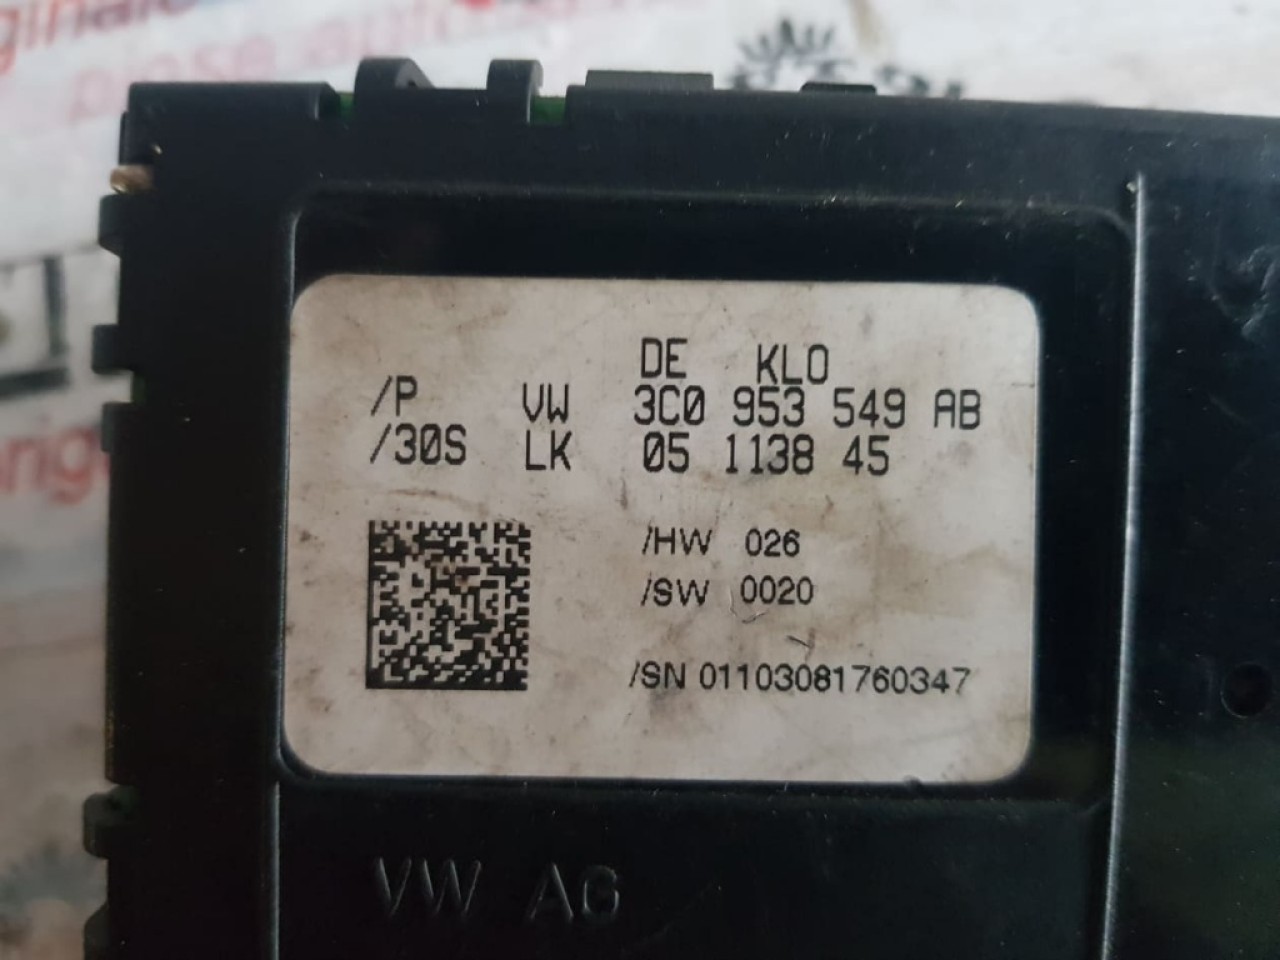 DE KLO
/P VW 3C0 953 549 AB
/30S LK 05 1138 45
/HW 026
/SW 0020
/SN 01103081760347
VW AG